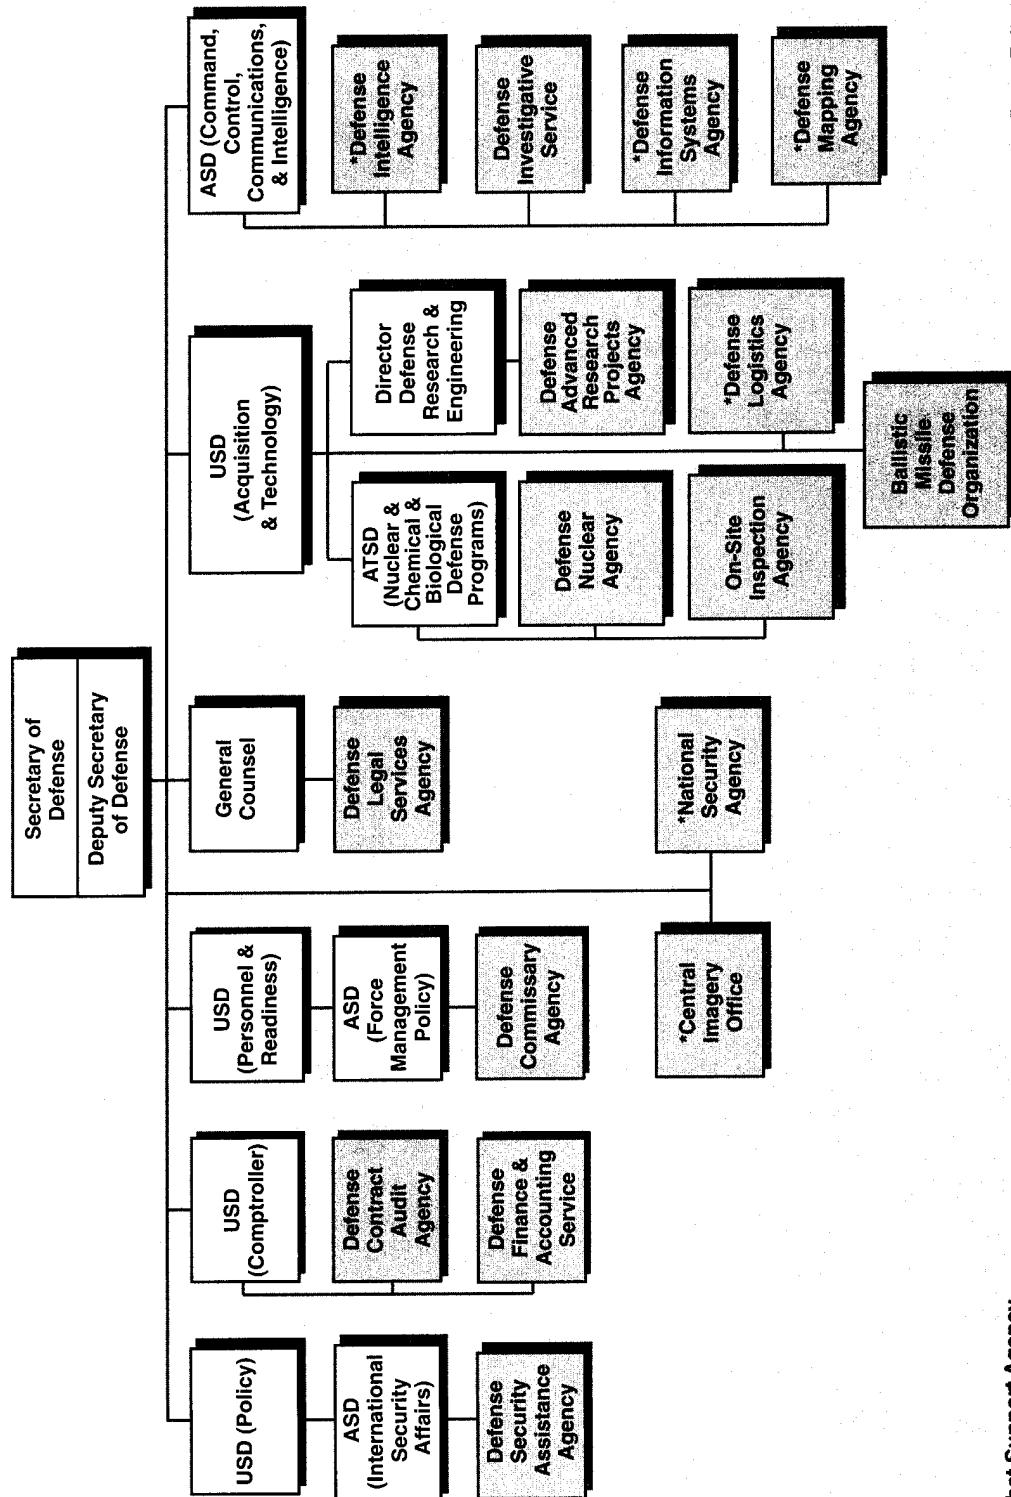 Secretary of
Defense
Deputy Secretary
of Defense
USD (Policy)
ASD
(International
Security
Affairs)
Defense
Security
Assistance
Agency
USD
(Comptroller)
Defense
Contract
Audit
Agency
Defense
Finance &
Accounting
Service
USD
(Personnel &
Readiness)
ASD
(Force
Management
Policy)
Defense
Commissary
Agency
General
Counsel
Defense
Legal
Services
Agency
*Central
Imagery
Office
*National
Security
Agency
USD
(Acquisition
& Technology)
ATSD
(Nuclear &
Chemical &
Biological
Defense
Programs)
Defense
Nuclear
Agency
On-Site
Inspection
Agency
Director
Defense
Research &
Engineering
Defense
Advanced
Research
Projects
Agency
*Defense
Logistics
Agency
Ballistic
Missile
Defense
Organization
ASD (Command,
Control,
Communications,
& Intelligence)
*Defense
Intelligence
Agency
Defense
Investigative
Service
*Defense
Information
Systems
Agency
*Defense
Mapping
Agency
Support Agency